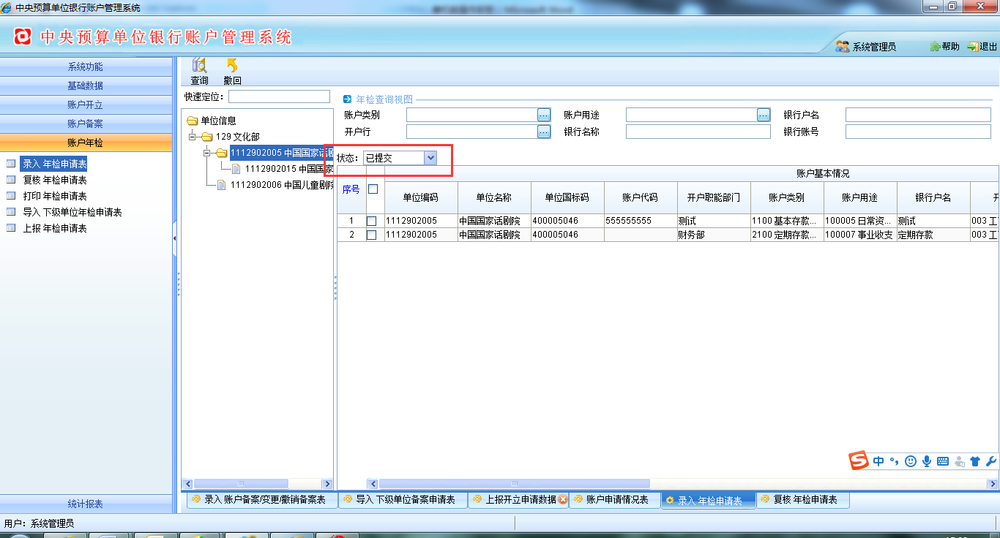 中央预算单位银行账户管理系统
中央预算单位银行账户管理系统
系统管理员 帮助 退出
系统功能
基础数据
账户开立
账户备案
账户年检
录入 年检申请表
复核 年检申请表
打印 年检申请表
导入 下级单位年检申请表
上报 年检申请表
统计报表
查询 撤回
快速定位：
单位信息
129 文化部
1112902005 中国国家话剧
1112902015 中国国家
1112902006 中国儿童剧院
年检查询视图
账户类别 账户用途 银行户名
开户行 银行名称 银行账号
状态： 已提交
账户基本情况
序号 单位编码 单位名称 单位国标码 账户代码 开户职能部门 账户类别 账户用途 银行户名 开
1 1112902005 中国国家话剧院 400005046 555555555 测试 1100 基本存款... 100005 日常资... 测试 003 工
2 1112902005 中国国家话剧院 400005046 财务部 2100 定期存款... 100007 事业收支 定期存款 003 工
中
录入 账户备案/变更/撤销备案表 导入 下级单位备案申请表 上报开立申请数据 账户申请情况表 录入 年检申请表 复核 年检申请表
用户：系统管理员